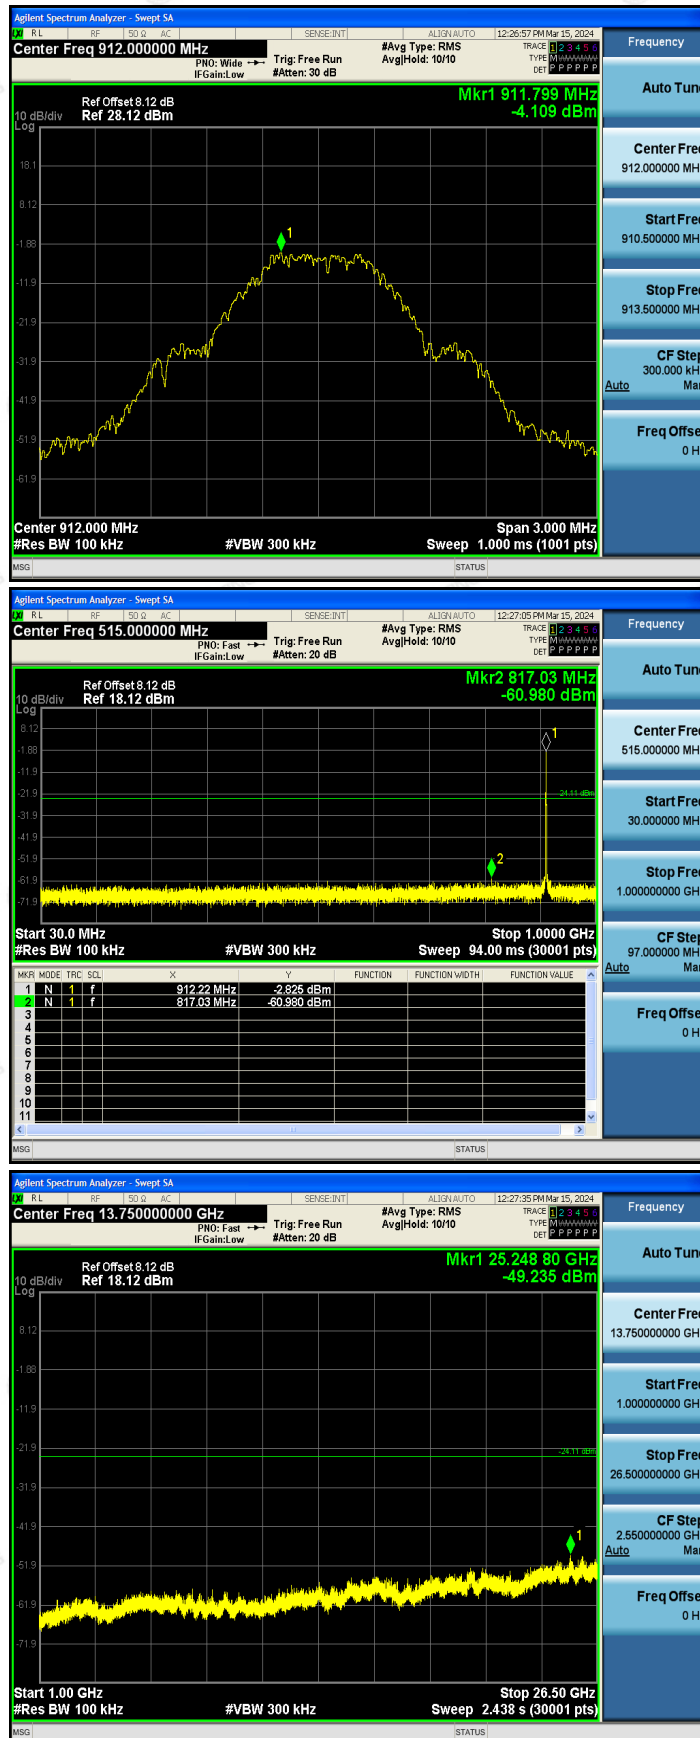 Agilent Spectrum Analyzer - Swept SA
LXI RL RF 50 Ω AC SENSE:INT ALIGN AUTO 12:26:57 PM Mar 15, 2024
Center Freq 912.000000 MHz
PNO: Wide
IFGain:Low
Trig: Free Run
#Atten: 30 dB
#Avg Type: RMS
Avg|Hold: 10/10
TRACE 1 2 3 4 5 6
TYPE M
DET P P P P P P
Ref Offset 8.12 dB
Ref 28.12 dBm
10 dB/div
Log
Mkr1 911.799 MHz
-4.109 dBm
18.1
8.12
-1.88
-11.9
-21.9
-31.9
-41.9
-51.9
-61.9
1
Center 912.000 MHz
Span 3.000 MHz
#Res BW 100 kHz
#VBW 300 kHz
Sweep 1.000 ms (1001 pts)
MSG STATUS
Frequency
Auto Tun
Center Fre
912.000000 MH
Start Fre
910.500000 MH
Stop Fre
913.500000 MH
CF Step
300.000 kH
Auto Ma
Freq Offse
0 H
Agilent Spectrum Analyzer - Swept SA
LXI RL RF 50 Ω AC SENSE:INT ALIGN AUTO 12:27:05 PM Mar 15, 2024
Center Freq 515.000000 MHz
PNO: Fast
IFGain:Low
Trig: Free Run
#Atten: 20 dB
#Avg Type: RMS
Avg|Hold: 10/10
TRACE 1 2 3 4 5 6
TYPE M
DET P P P P P P
Ref Offset 8.12 dB
Ref 18.12 dBm
10 dB/div
Log
Mkr2 817.03 MHz
-60.980 dBm
8.12
-1.88
-11.9
-21.9
-31.9
-41.9
-51.9
-61.9
-71.9
1
-24.11 dBm
2
Start 30.0 MHz
Stop 1.0000 GHz
#Res BW 100 kHz
#VBW 300 kHz
Sweep 94.00 ms (30001 pts)
MKR MODE TRC SCL X Y FUNCTION FUNCTION WIDTH FUNCTION VALUE
1 N 1 f 912.22 MHz -2.825 dBm
2 N 1 f 817.03 MHz -60.980 dBm
3
4
5
6
7
8
9
10
11
MSG STATUS
Frequency
Auto Tun
Center Fre
515.000000 MH
Start Fre
30.000000 MH
Stop Fre
1.000000000 GH
CF Step
97.000000 MH
Auto Ma
Freq Offse
0 H
Agilent Spectrum Analyzer - Swept SA
LXI RL RF 50 Ω AC SENSE:INT ALIGN AUTO 12:27:35 PM Mar 15, 2024
Center Freq 13.750000000 GHz
PNO: Fast
IFGain:Low
Trig: Free Run
#Atten: 20 dB
#Avg Type: RMS
Avg|Hold: 10/10
TRACE 1 2 3 4 5 6
TYPE M
DET P P P P P P
Ref Offset 8.12 dB
Ref 18.12 dBm
10 dB/div
Log
Mkr1 25.248 80 GHz
-49.235 dBm
8.12
-1.88
-11.9
-21.9
-31.9
-41.9
-51.9
-61.9
-71.9
-24.11 dBm
1
Start 1.00 GHz
Stop 26.50 GHz
#Res BW 100 kHz
#VBW 300 kHz
Sweep 2.438 s (30001 pts)
MSG STATUS
Frequency
Auto Tun
Center Fre
13.750000000 GH
Start Fre
1.000000000 GH
Stop Fre
26.500000000 GH
CF Step
2.550000000 GH
Auto Ma
Freq Offse
0 H